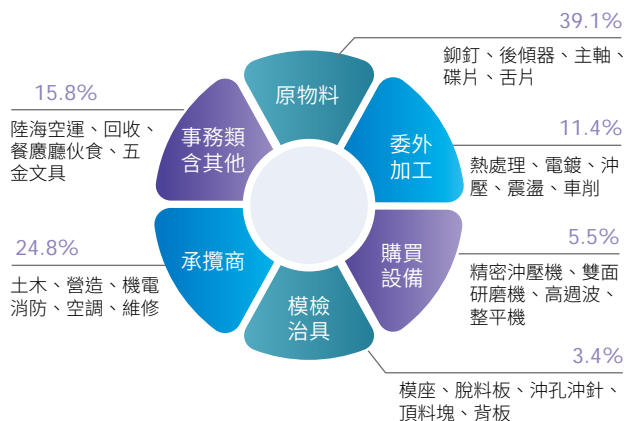 39.1%
原物料
鉚釘、後傾器、主軸、
碟片、舌片
委外
加工
11.4%
熱處理、電鍍、沖
壓、震盪、車削
購買
設備
5.5%
精密沖壓機、雙面
研磨機、高週波、
整平機
模檢
治具
3.4%
模座、脫料板、沖孔沖針、
頂料塊、背板
承攬商
24.8%
土木、營造、機電
消防、空調、維修
事務類
含其他
15.8%
陸海空運、回收、
餐廳廳伙食、五
金文具